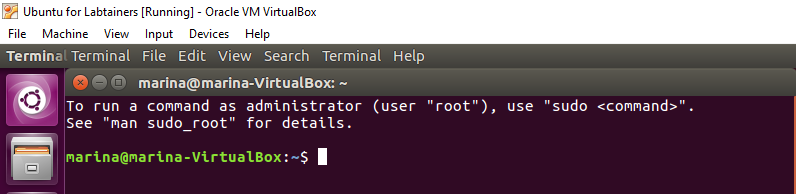 Ubuntu for Labtainers [Running] - Oracle VM VirtualBox
File Machine View Input Devices Help
Terminal Terminal File Edit View Search Terminal Help
marina@marina-VirtualBox: ~
To run a command as administrator (user "root"), use "sudo <command>".
See "man sudo_root" for details.
marina@marina-VirtualBox:~$